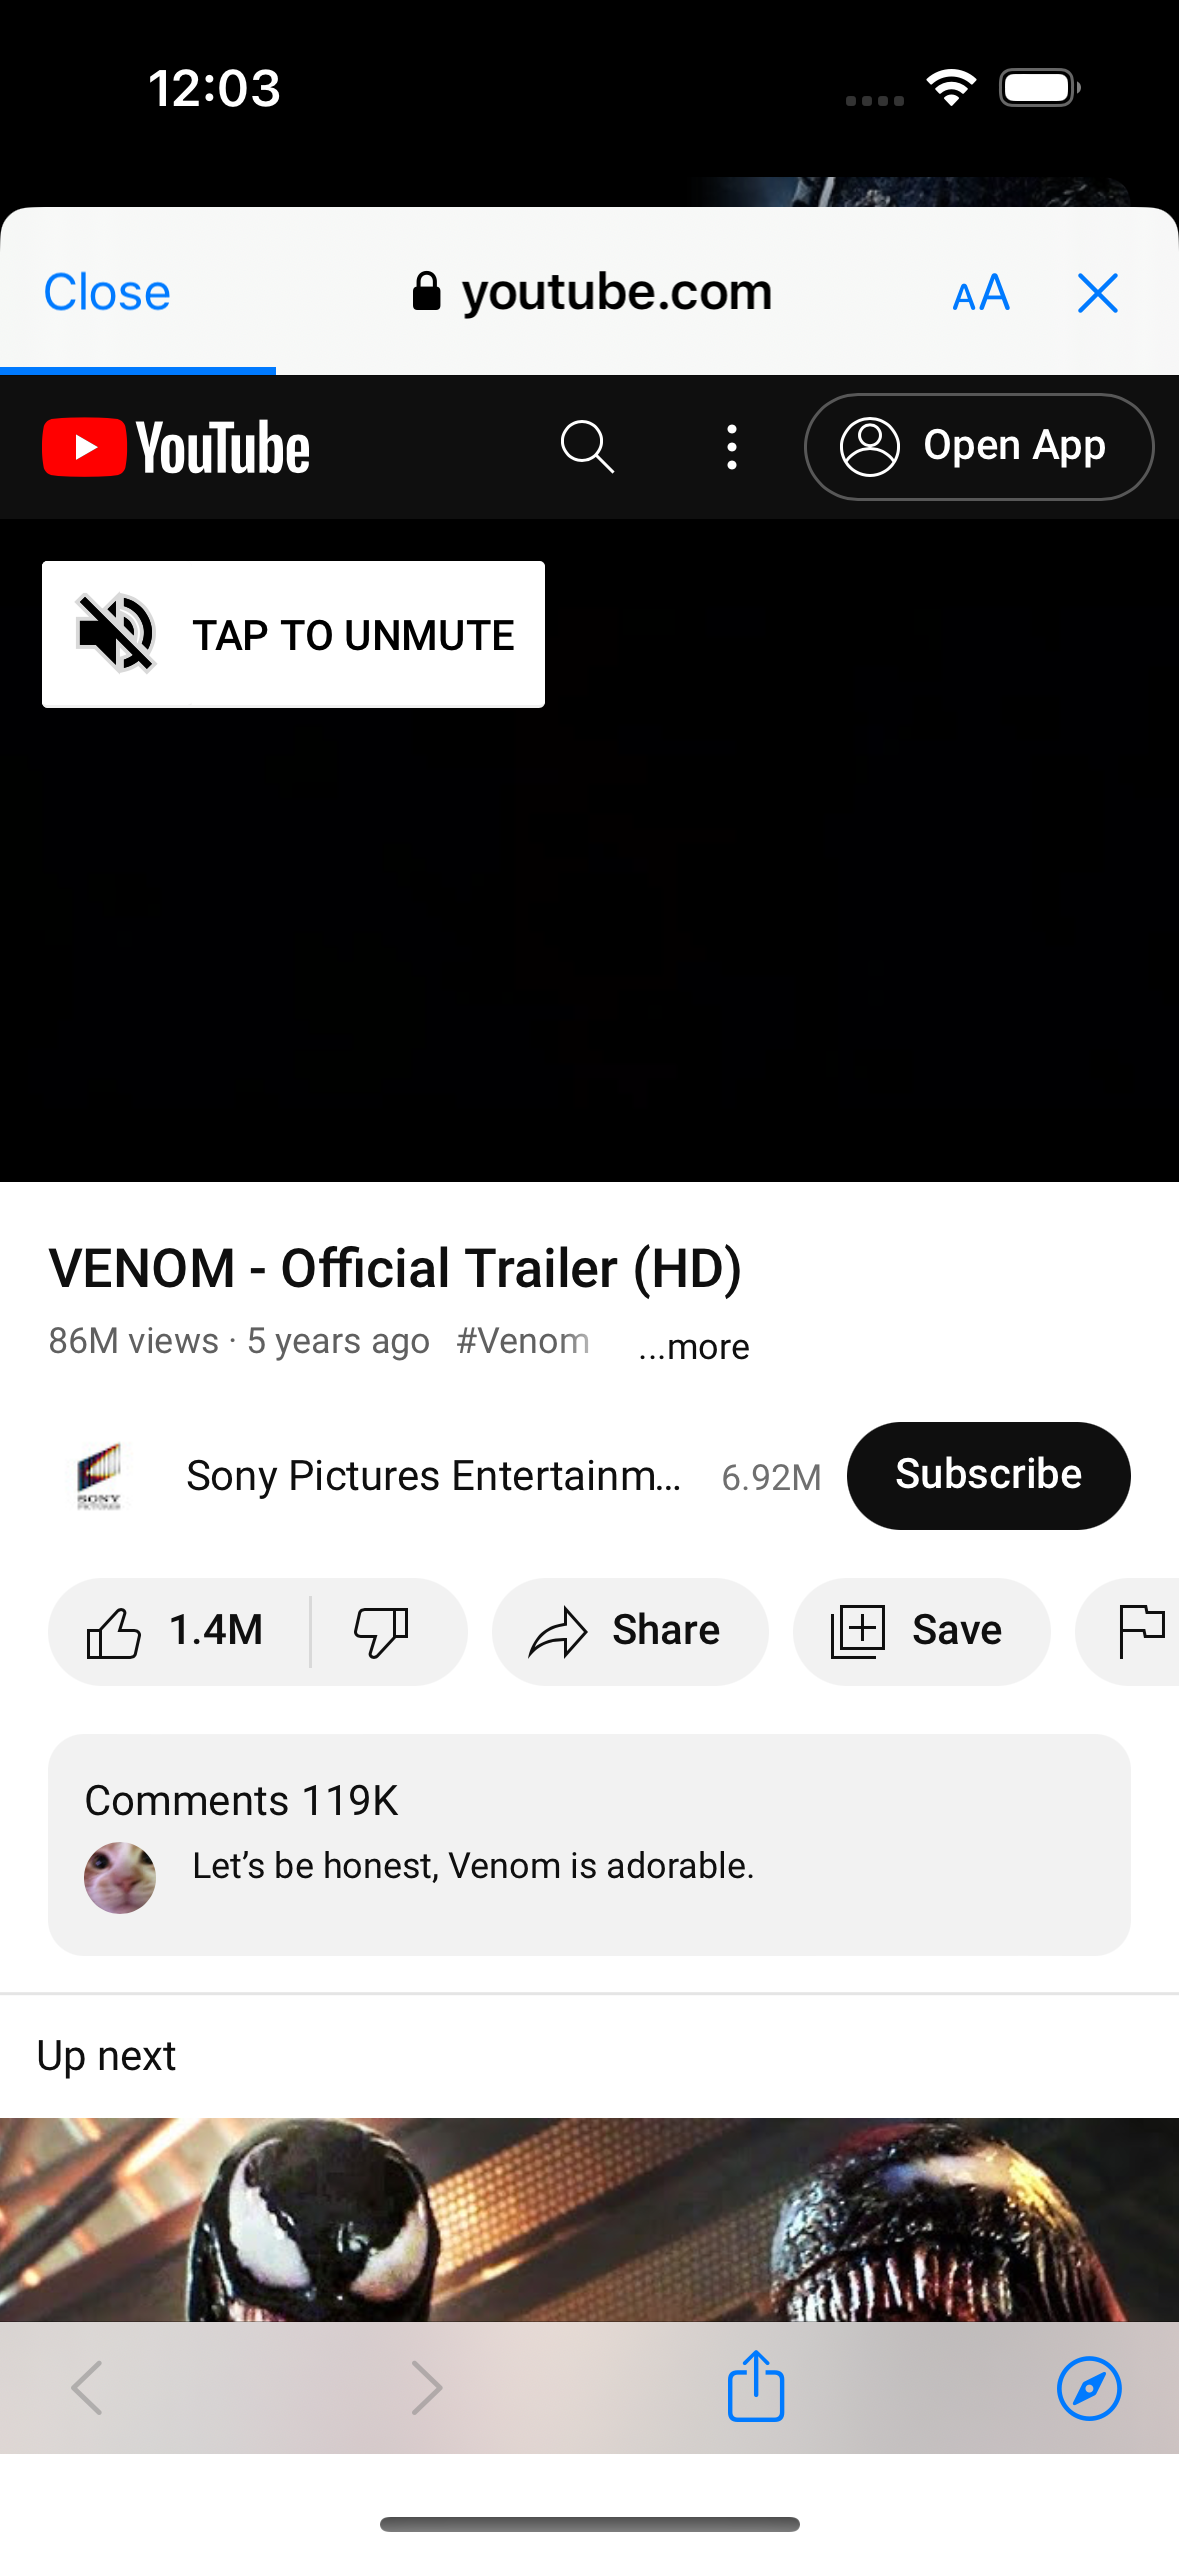 12:03
Close
youtube.com
AA
YouTube
Open App
TAP TO UNMUTE
VENOM - Official Trailer (HD)
86M views · 5 years ago #Venom ...more
SONY
PICTURES
Sony Pictures Entertainm... 6.92M
Subscribe
1.4M
Share
Save
Comments 119K
Let’s be honest, Venom is adorable.
Up next